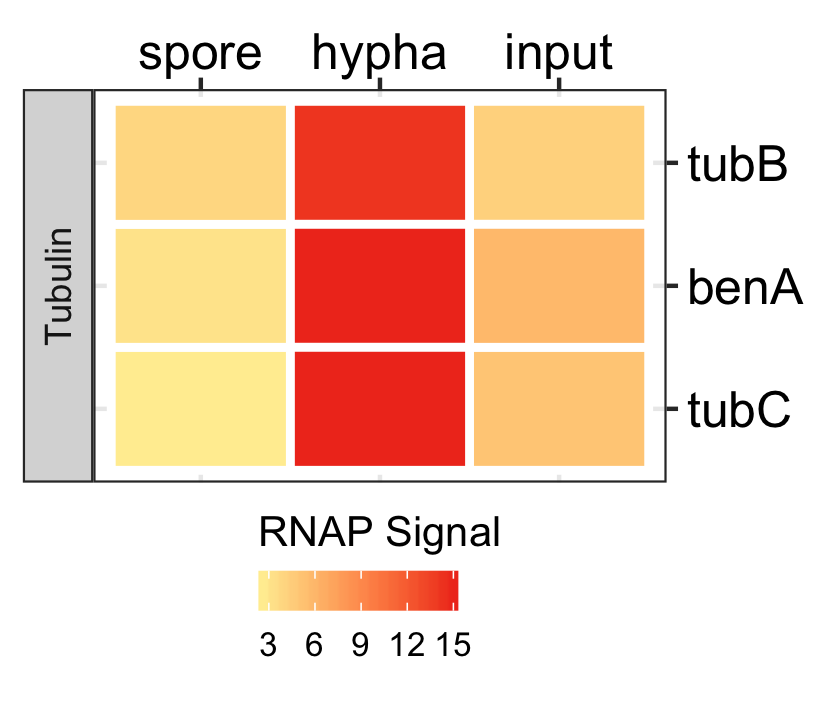 spore hypha input
Tubulin
tubB
benA
tubC
RNAP Signal
3 6 9 12 15